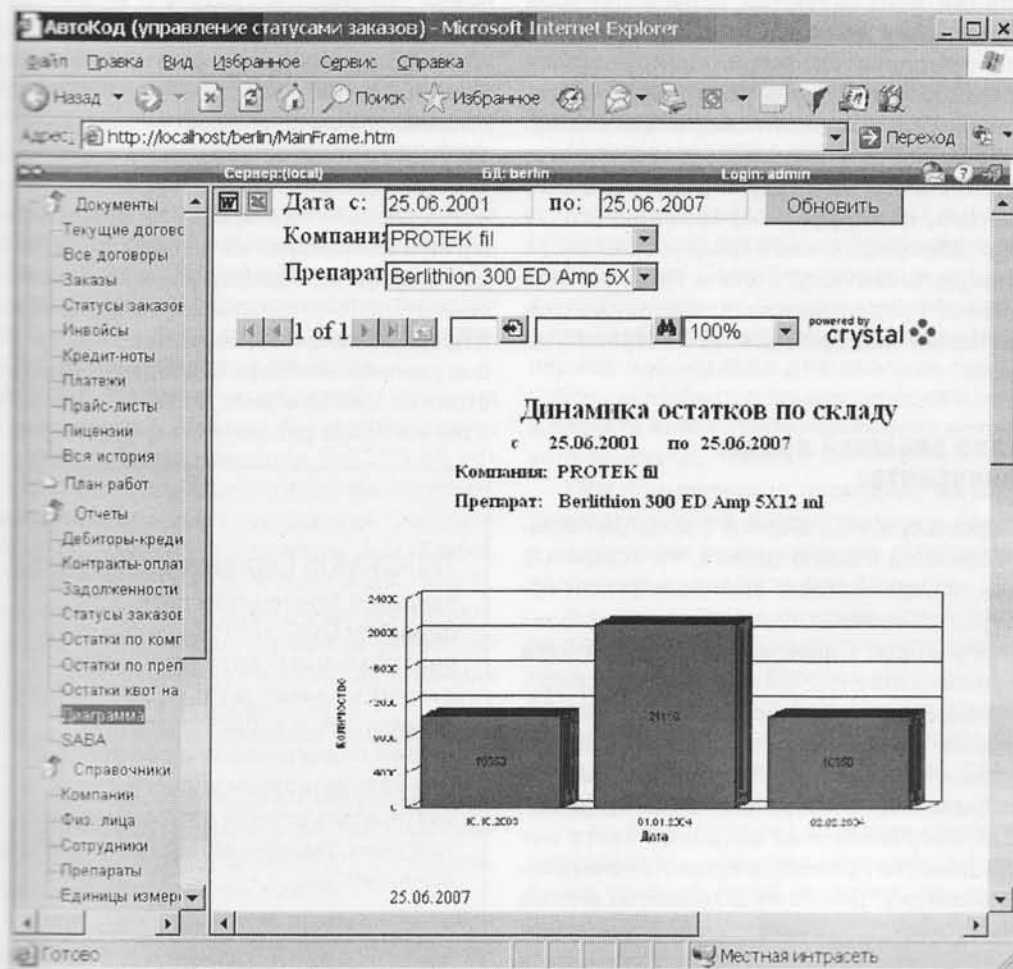 АвтоКод (управление статусами заказов) - Microsoft Internet Explorer
Файл Правка Вид Избранное Сервис Справка
Назад Поиск Избранное
Адрес: http://localhost/berlin/MainFrame.htm Переход
Сервер:(local) БД: berlin Login: admin
Документы
Текущие догово
Все договоры
Заказы
Статусы заказов
Инвойсы
Кредит-ноты
Платежи
Прайс-листы
Лицензии
Вся история
План работ
Отчеты
Дебиторы-креди
Контракты-оплат
Задолженности
Статусы заказов
Остатки по комп
Остатки по преп
Остатки квот на
Диаграмма
SABA
Справочники
Компании
Физ. лица
Сотрудники
Препараты
Единицы измер
Дата с: 25.06.2001 по: 25.06.2007 Обновить
Компания PROTEK fil
Препарат Berlithion 300 ED Amp 5X
1 of 1 100% powered by crystal
Динамика остатков по складу
с 25.06.2001 по 25.06.2007
Компания: PROTEK fil
Препарат: Berlithion 300 ED Amp 5X12 ml
Количество
01.01.2004
Дата
25.06.2007
Готово Местная интрасеть